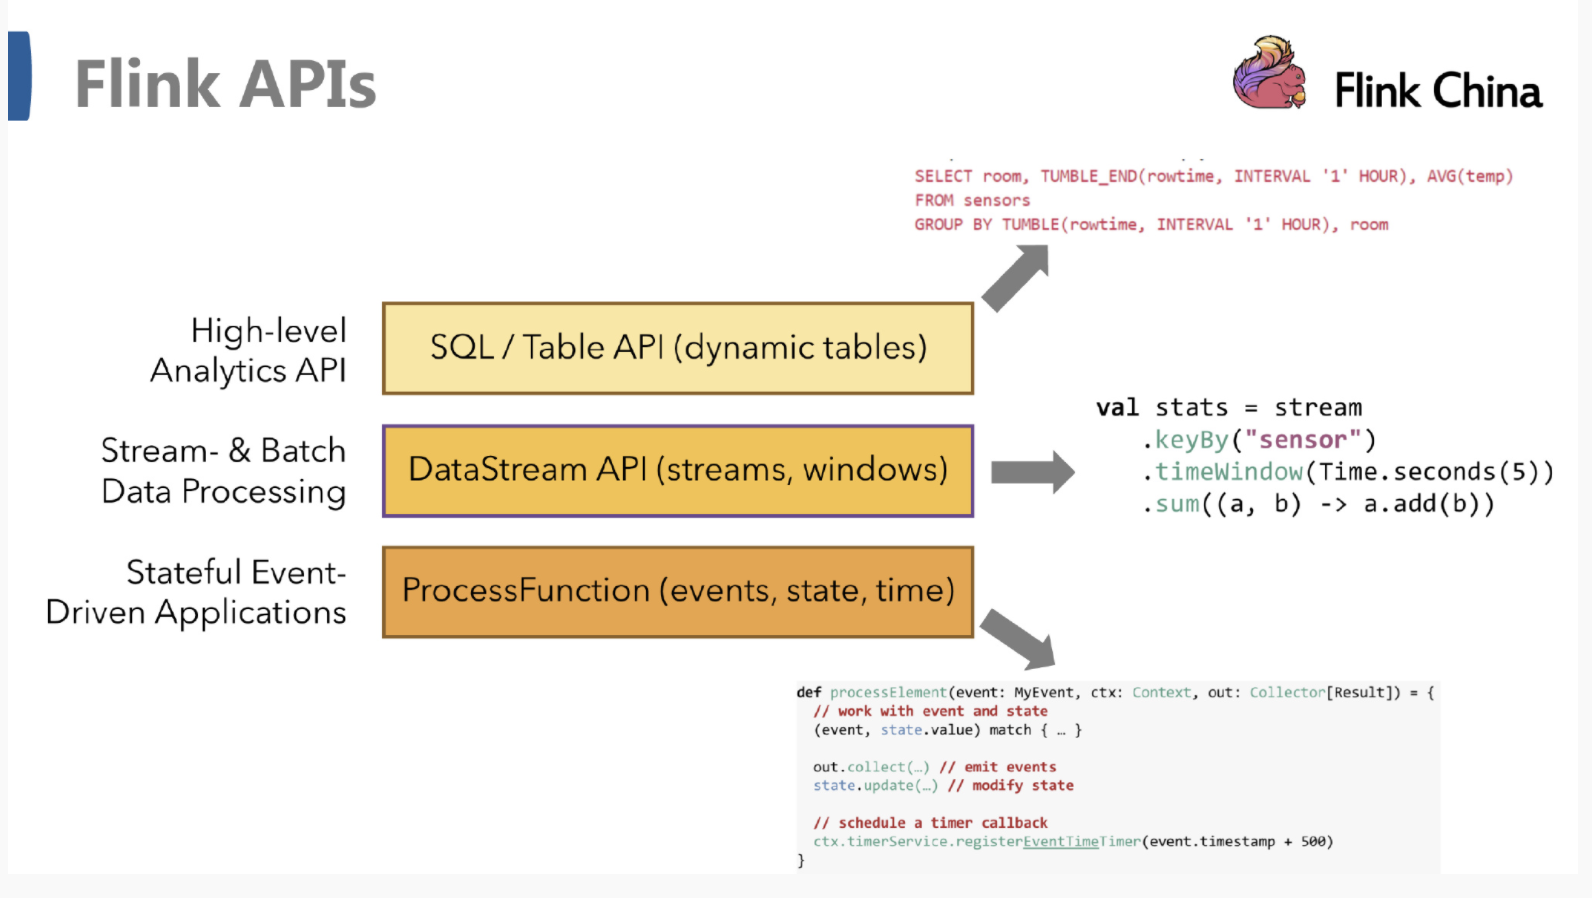 Flink APIs
Flink China
SELECT room, TUMBLE_END(rowtime, INTERVAL '1' HOUR), AVG(temp)
FROM sensors
GROUP BY TUMBLE(rowtime, INTERVAL '1' HOUR), room
High-level
Analytics API
SQL / Table API (dynamic tables)
Stream- & Batch
Data Processing
DataStream API (streams, windows)
val stats = stream
.keyBy("sensor")
.timeWindow(Time.seconds(5))
.sum((a, b) -> a.add(b))
Stateful Event-
Driven Applications
ProcessFunction (events, state, time)
def processElement(event: MyEvent, ctx: Context, out: Collector[Result]) = {
// work with event and state
(event, state.value) match { … }
out.collect(…) // emit events
state.update(…) // modify state
// schedule a timer callback
ctx.timerService.registerEventTimeTimer(event.timestamp + 500)
}